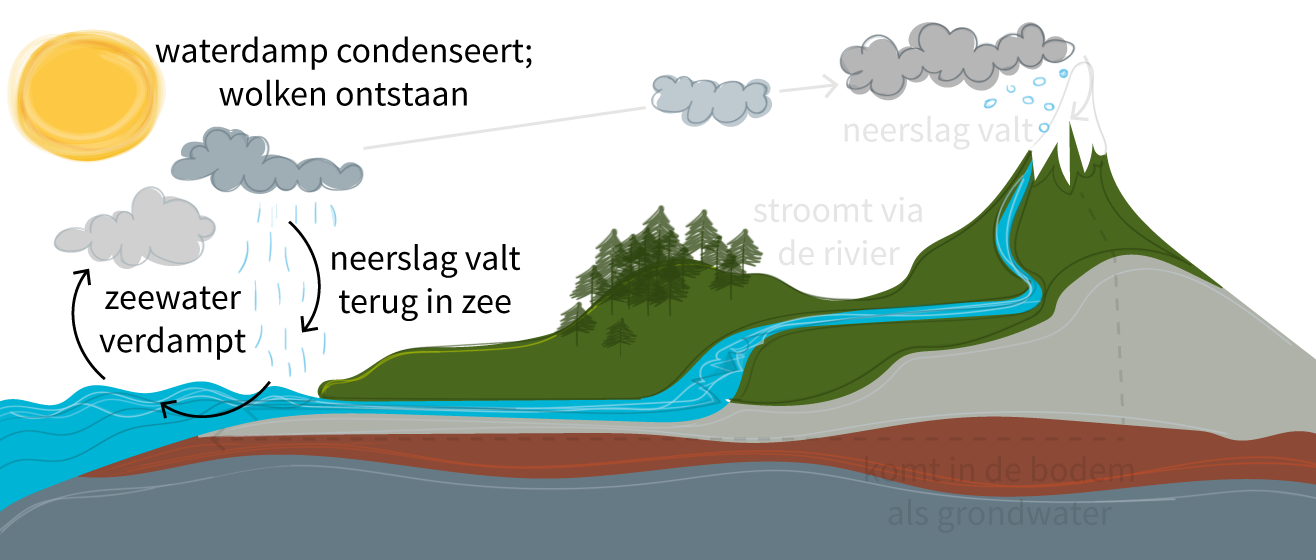 waterdamp condenseert;
wolken ontstaan
neerslag valt
stroomt via
de rivier
neerslag valt
terug in zee
zeewater
verdampt
komt in de bodem
als grondwater